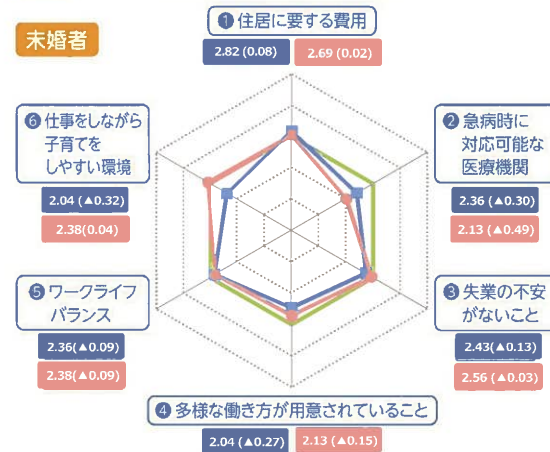 未婚者
❶ 住居に要する費用
2.82 (0.08)
2.69 (0.02)
❷ 急病時に
対応可能な
医療機関
2.36 (▲0.30)
2.13 (▲0.49)
❸ 失業の不安
がないこと
2.43(▲0.13)
2.56 (▲0.03)
❹ 多様な働き方が用意されていること
2.04 (▲0.27)
2.13 (▲0.15)
❺ ワークライフ
バランス
2.36(▲0.09)
2.38(▲0.09)
❻ 仕事をしながら
子育てを
しやすい環境
2.04 (▲0.32)
2.38(0.04)